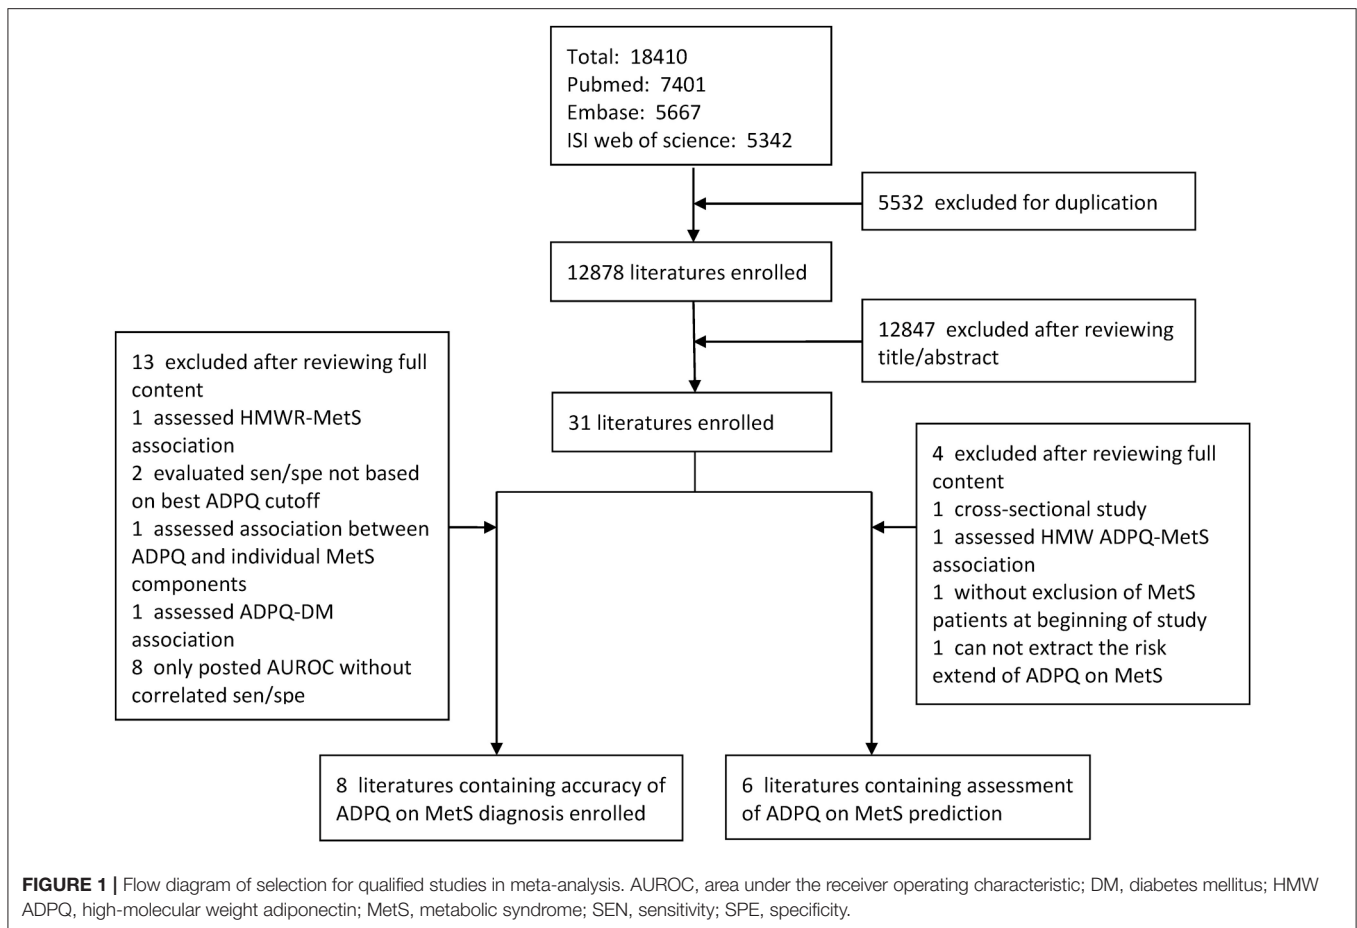 Total: 18410
Pubmed: 7401
Embase: 5667
ISI web of science: 5342
5532 excluded for duplication
12878 literatures enrolled
12847 excluded after reviewing
title/abstract
31 literatures enrolled
13 excluded after reviewing full
content
1 assessed HMWR-MetS
association
2 evaluated sen/spe not based
on best ADPQ cutoff
1 assessed association between
ADPQ and individual MetS
components
1 assessed ADPQ-DM
association
8 only posted AUROC without
correlated sen/spe
4 excluded after reviewing full
content
1 cross-sectional study
1 assessed HMW ADPQ-MetS
association
1 without exclusion of MetS
patients at beginning of study
1 can not extract the risk
extend of ADPQ on MetS
8 literatures containing accuracy of
ADPQ on MetS diagnosis enrolled
6 literatures containing assessment
of ADPQ on MetS prediction
FIGURE 1 | Flow diagram of selection for qualified studies in meta-analysis. AUROC, area under the receiver operating characteristic; DM, diabetes mellitus; HMW
ADPQ, high-molecular weight adiponectin; MetS, metabolic syndrome; SEN, sensitivity; SPE, specificity.